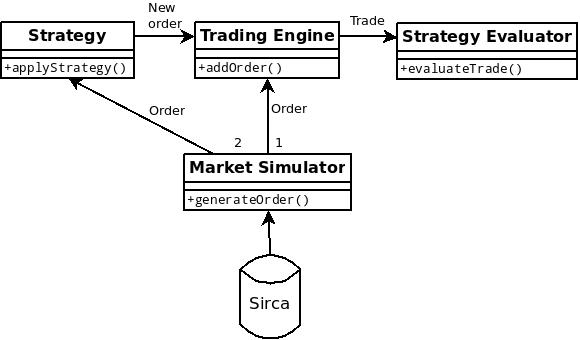 New
order
Trade
Strategy
Trading Engine
Strategy Evaluator
+applyStrategy()
+addOrder()
+evaluateTrade()
Order
Order
2
1
Market Simulator
+generateOrder()
Sirca